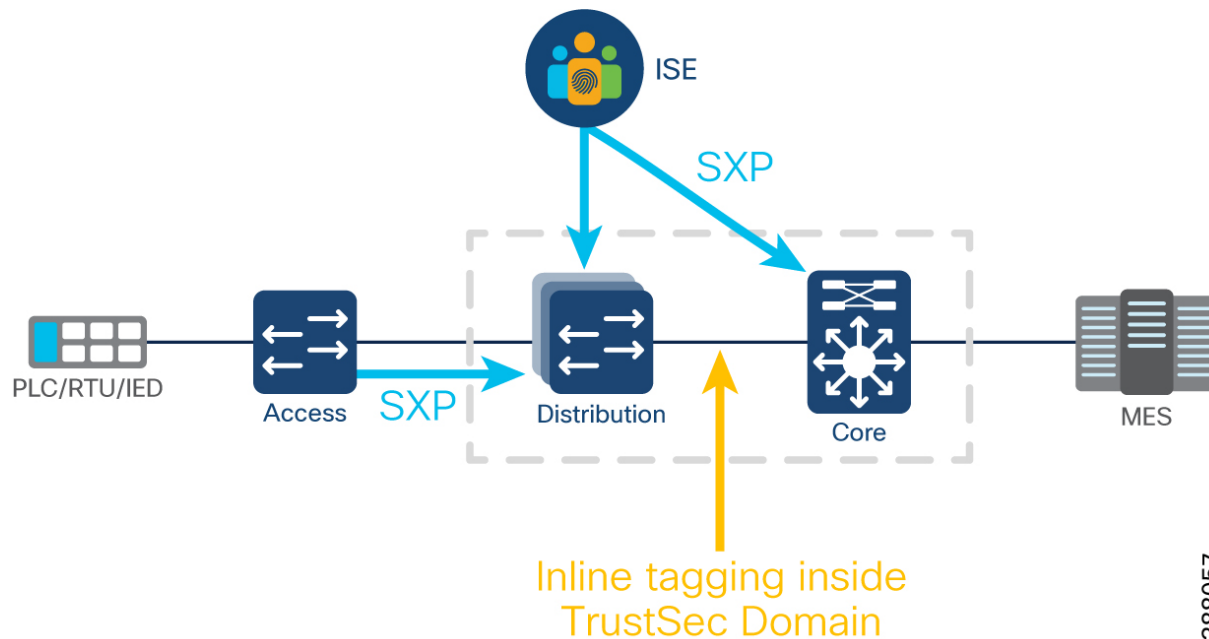 ISE
SXP
PLC/RTU/IED
Access
SXP
Distribution
Core
MES
Inline tagging inside
TrustSec Domain